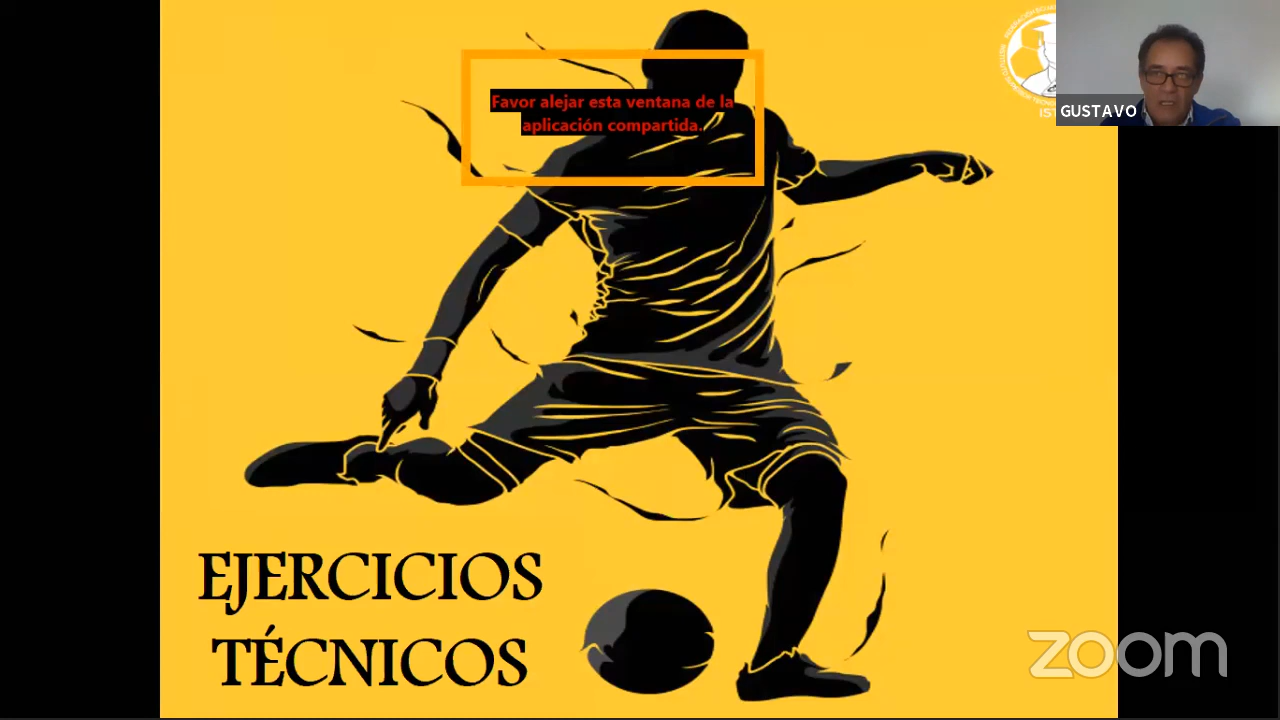 Favor alejar esta ventana de la
aplicación compartida.
GUSTAVO
EJERCICIOS
TÉCNICOS
zoom